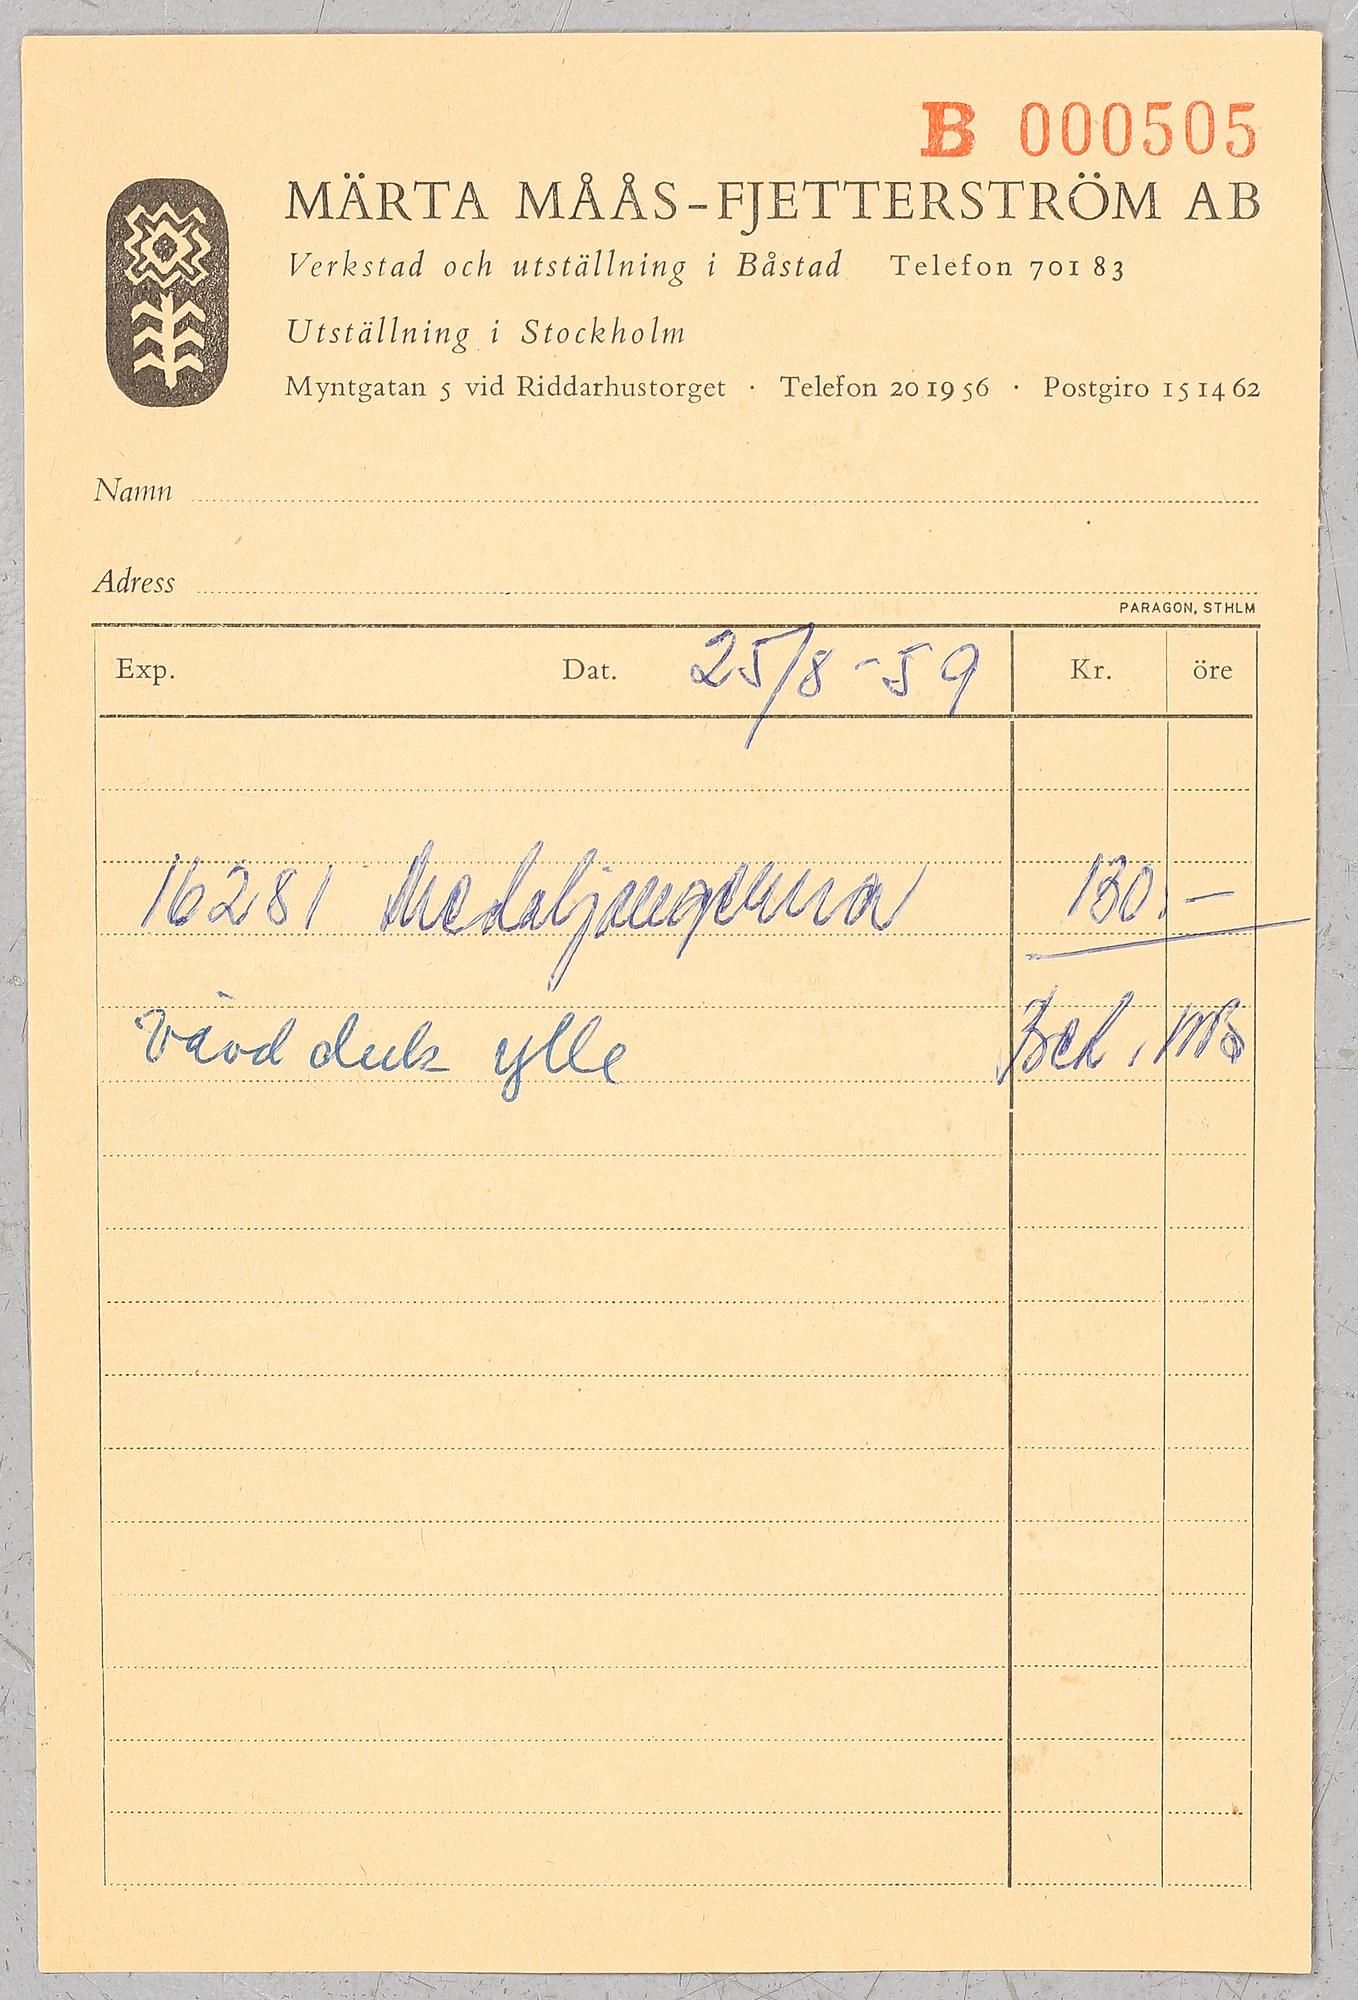 B 000505
MÄRTA MÅÅS-FJETTERSTRÖM AB
Verkstad och utställning i Båstad Telefon 701 83
Utställning i Stockholm
Myntgatan 5 vid Riddarhustorget · Telefon 20 19 56 · Postgiro 15 14 62
Namn
Adress
PARAGON, STHLM
Exp. Dat. 25/8 -59 Kr. öre
16281 Medaljongerna 130.-
Vävd duk ylle Bet. MB